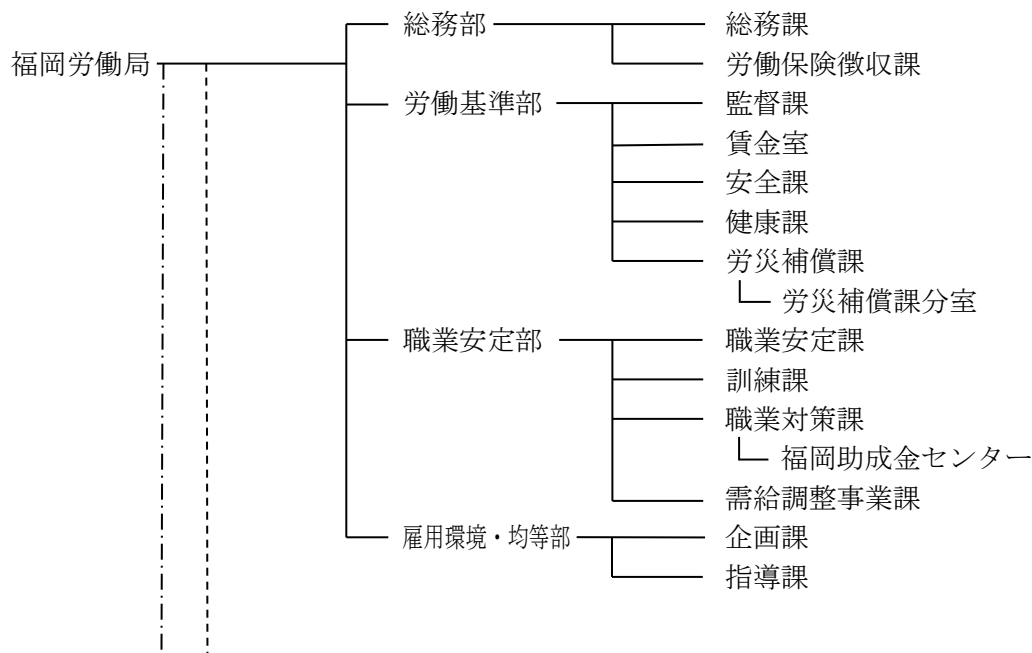 総務部 総務課
福岡労働局 労働保険徴収課
労働基準部 監督課
賃金室
安全課
健康課
労災補償課
労災補償課分室
職業安定部 職業安定課
訓練課
職業対策課
福岡助成金センター
需給調整事業課
雇用環境・均等部 企画課
指導課